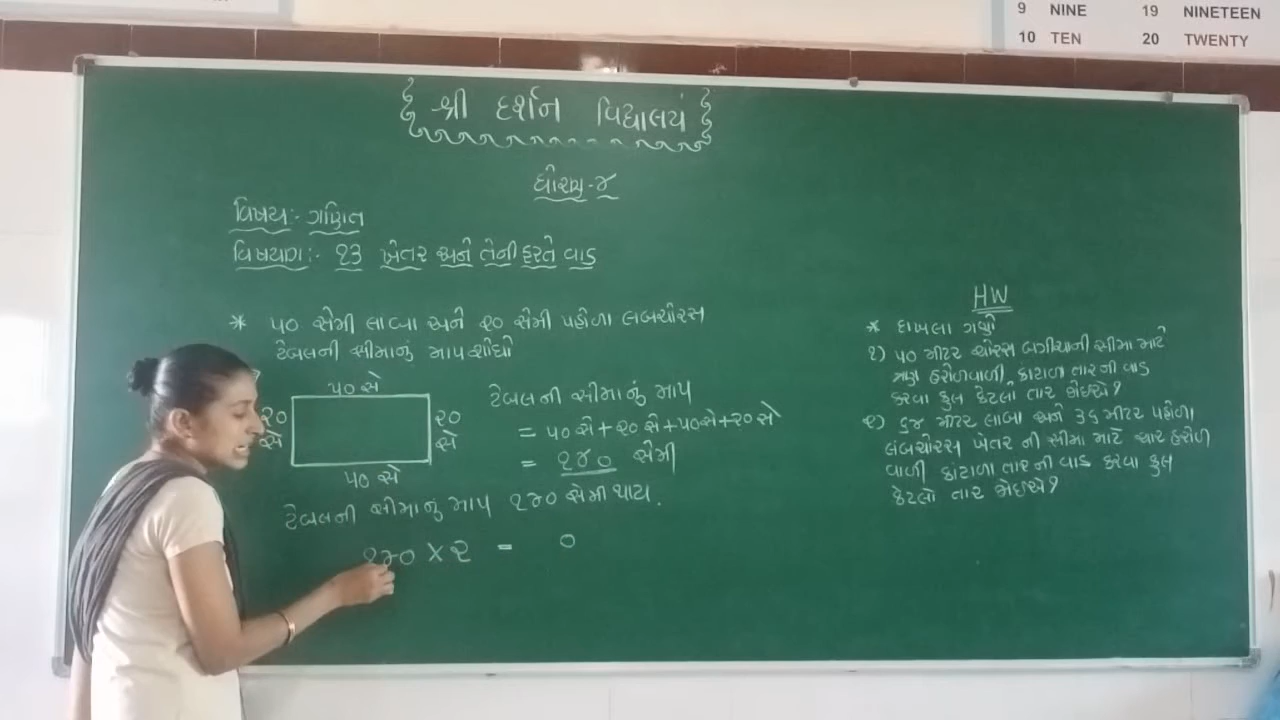 9 NINE 19 NINETEEN
10 TEN 20 TWENTY
શ્રી દર્શન વિદ્યાલય
ધોરણ-૪
વિષય:- ગણિત
વિષયાંગ:- ૧૩ ખેતર અને તેની ફરતે વાડ
* ૫૦ સેમી લાંબા અને ૨૦ સેમી પહોળા લંબચોરસ
ટેબલની સીમાનું માપ શોધો
૫૦ સે
૨૦ સે
૨૦ સે
૫૦ સે
ટેબલની સીમાનું માપ
= ૫૦ સે + ૨૦ સે + ૫૦ સે + ૨૦ સે
= ૧૪૦ સેમી
ટેબલની સીમાનું માપ ૧૪૦ સેમી થાય.
૧૪૦ × ૨ = ૦
HW
* દાખલા ગણો
૧) ૫૦ મીટર ચોરસ બગીચાની સીમા માટે
ત્રણ હરોળવાળી કાંટાળા તારની વાડ
કરવા કુલ કેટલો તાર જોઇએ?
૨) ૬૪ મીટર લાંબા અને ૩૬ મીટર પહોળા
લંબચોરસ ખેતર ની સીમા માટે ચાર હરોળ
વાળી કાંટાળા તારની વાડ કરવા કુલ
કેટલો તાર જોઇએ?